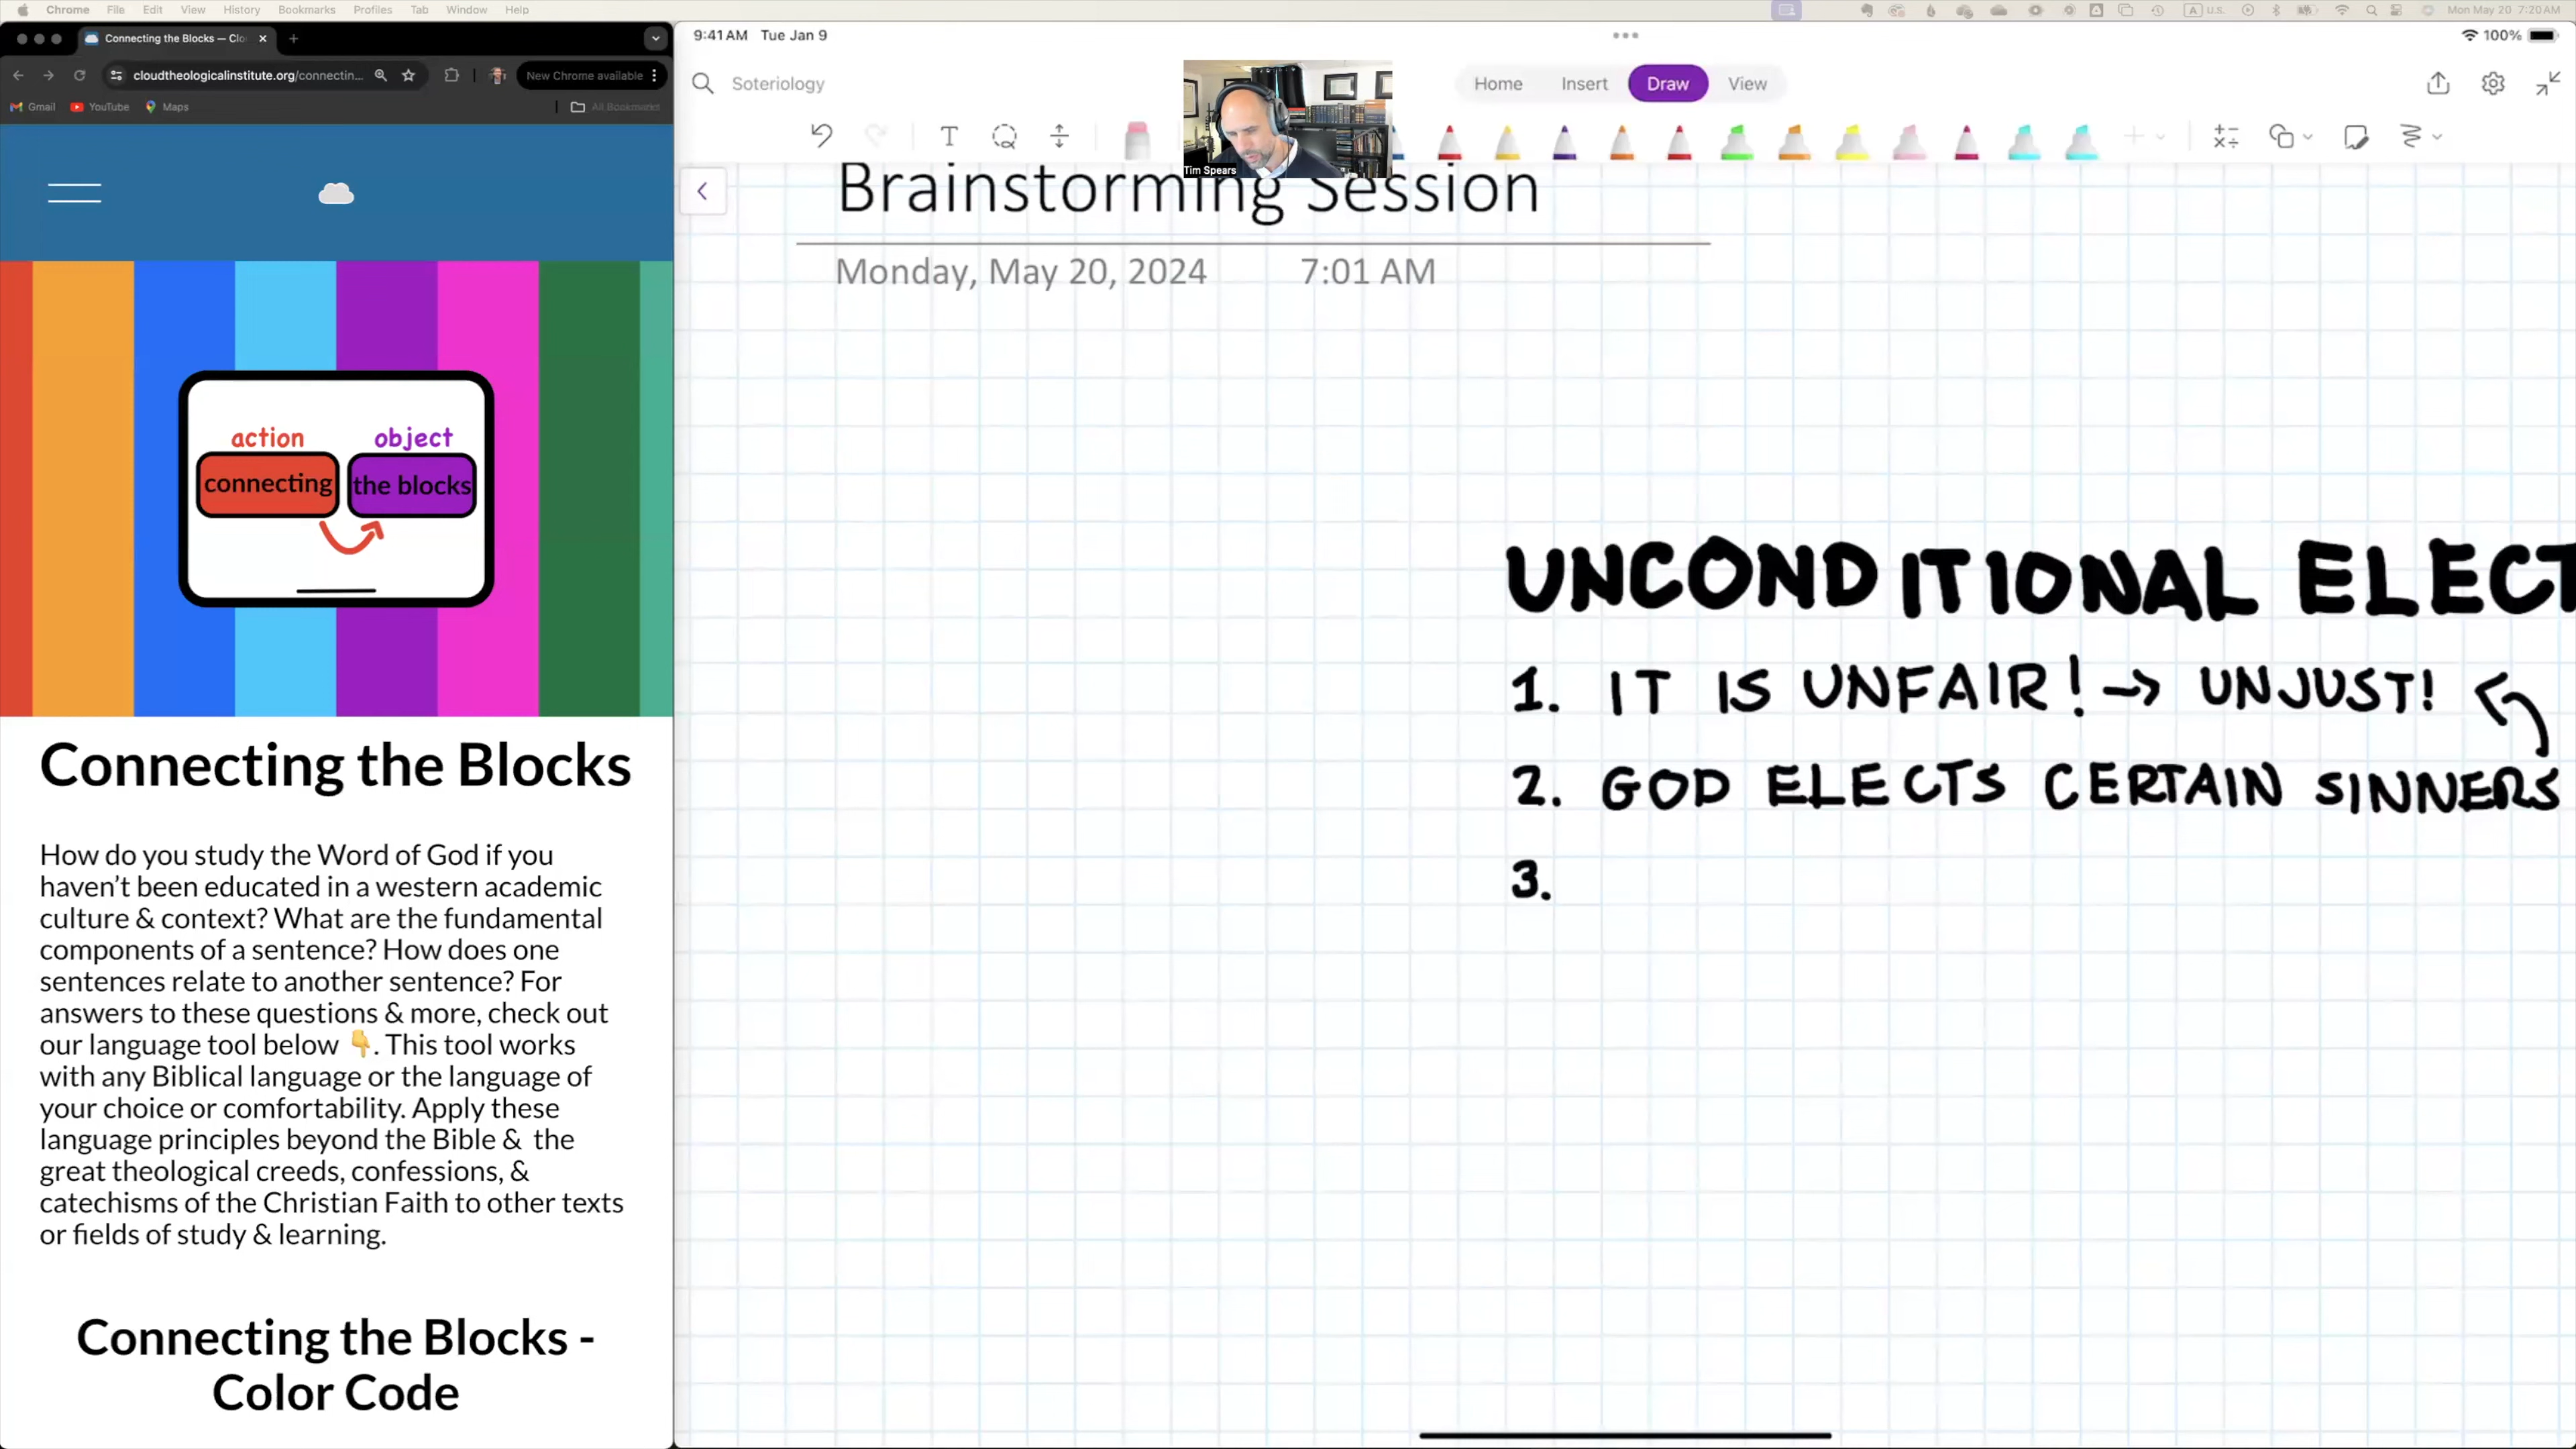 Chrome File Edit View History Bookmarks Profiles Tab Window Help
A U.S. Mon May 20 7:20 AM
Connecting the Blocks — Clo
cloudtheologicalinstitute.org/connectin... New Chrome available
Gmail YouTube Maps All Bookmarks
action object
connecting the blocks
Connecting the Blocks
How do you study the Word of God if you
haven't been educated in a western academic
culture & context? What are the fundamental
components of a sentence? How does one
sentences relate to another sentence? For
answers to these questions & more, check out
our language tool below 👇. This tool works
with any Biblical language or the language of
your choice or comfortability. Apply these
language principles beyond the Bible & the
great theological creeds, confessions, &
catechisms of the Christian Faith to other texts
or fields of study & learning.
Connecting the Blocks -
Color Code
9:41 AM Tue Jan 9
100%
Soteriology
Home Insert Draw View
T
Tim Spears
Brainstorming Session
Monday, May 20, 2024 7:01 AM
UNCONDITIONAL ELECT
1. IT IS UNFAIR! → UNJUST!
2. GOD ELECTS CERTAIN SINNERS
3.